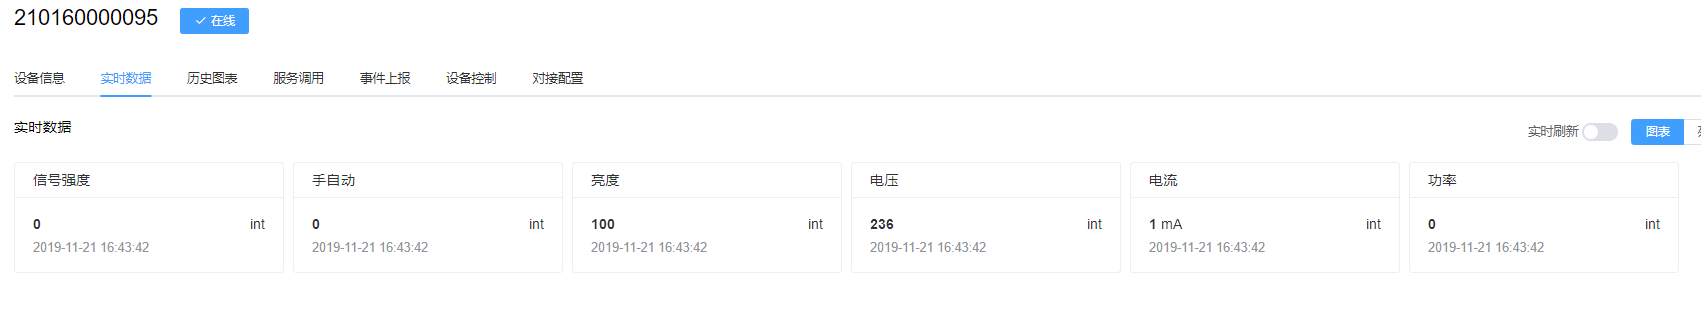 210160000095 在线
设备信息 实时数据 历史图表 服务调用 事件上报 设备控制 对接配置
实时数据
实时刷新 图表
信号强度 手自动 亮度 电压 电流 功率
0 int 0 int 100 int 236 int 1 mA int 0 int
2019-11-21 16:43:42 2019-11-21 16:43:42 2019-11-21 16:43:42 2019-11-21 16:43:42 2019-11-21 16:43:42 2019-11-21 16:43:42